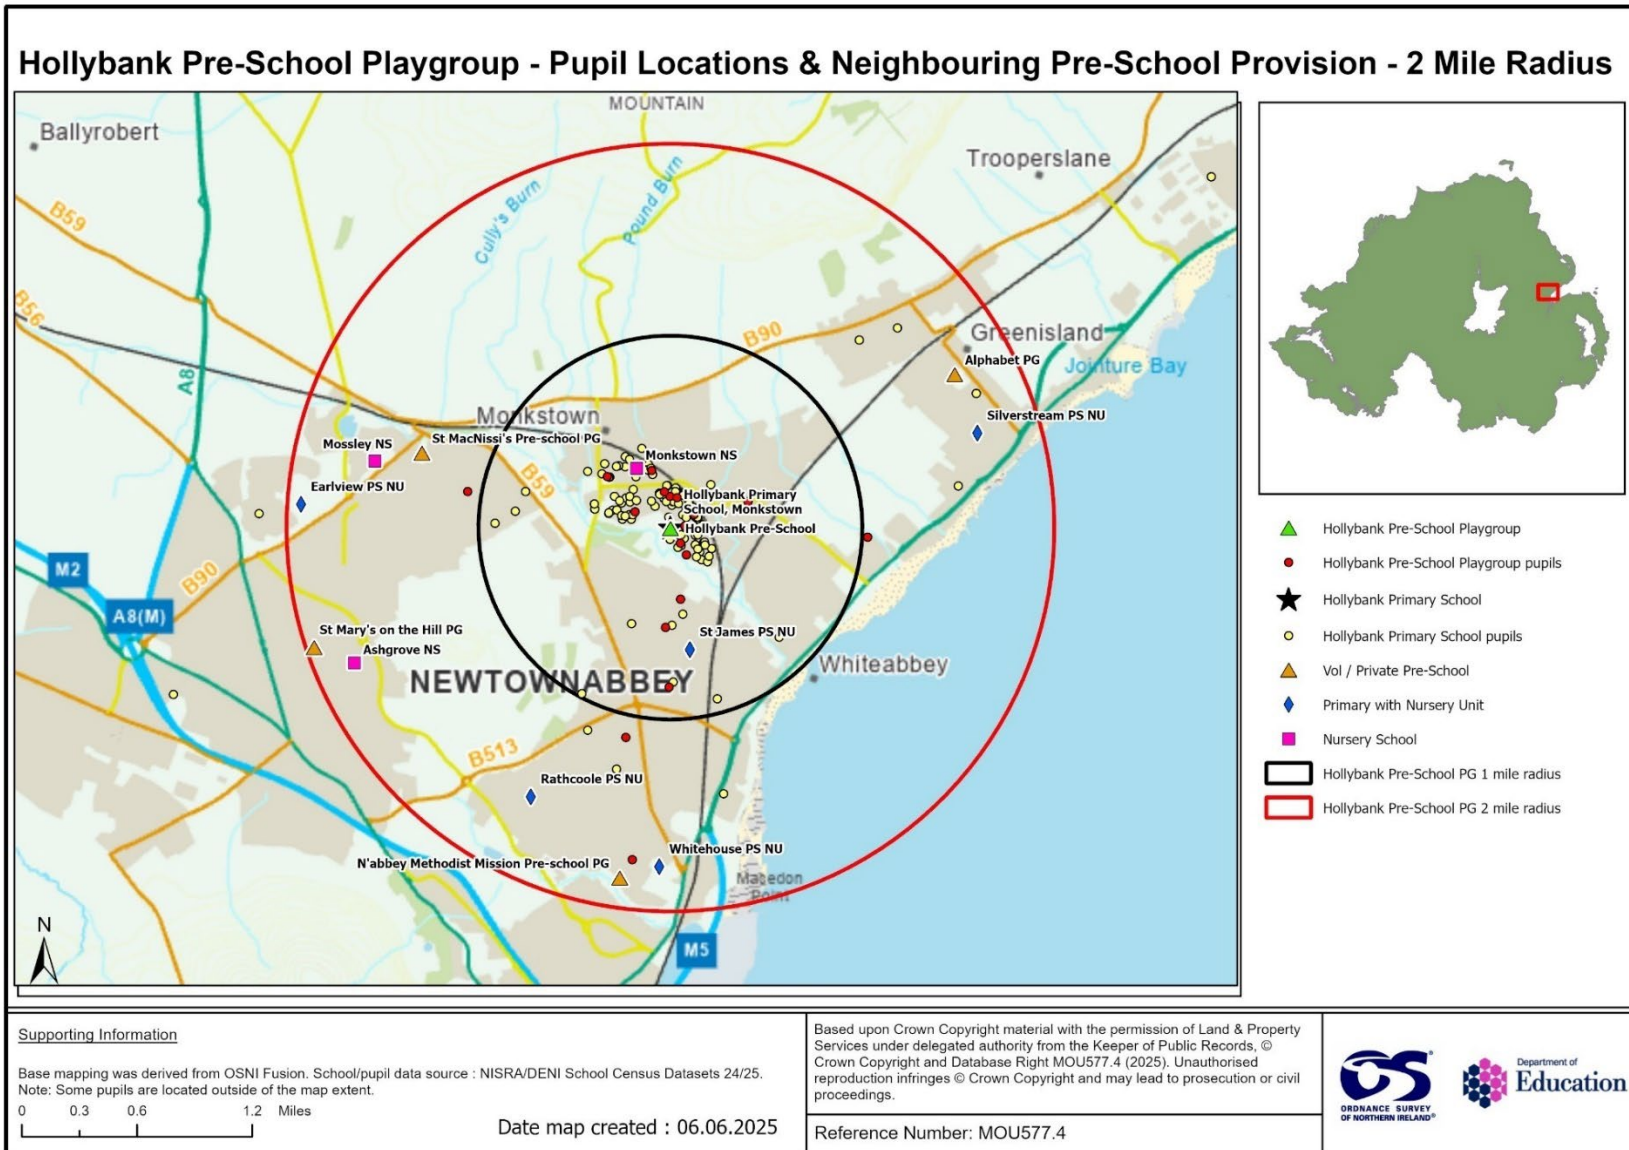 Hollybank Pre-School Playgroup - Pupil Locations & Neighbouring Pre-School Provision - 2 Mile Radius
MOUNTAIN
Ballyrobert
Trooperslane
B59
Cully's Burn
Pound Burn
B56
A8
B90
Greenisland
Alphabet PG
Jointure Bay
Monkstown
Silverstream PS NU
Mossley NS
St MacNissi's Pre-school PG
Monkstown NS
B59
Earlview PS NU
Hollybank Primary
School, Monkstown
Hollybank Pre-School
M2
B90
A8(M)
St Mary's on the Hill PG
Ashgrove NS
St James PS NU
NEWTOWNABBEY
Whiteabbey
B513
Rathcoole PS NU
Whitehouse PS NU
N'abbey Methodist Mission Pre-school PG
Macedon
Point
M5
N
Hollybank Pre-School Playgroup
Hollybank Pre-School Playgroup pupils
Hollybank Primary School
Hollybank Primary School pupils
Vol / Private Pre-School
Primary with Nursery Unit
Nursery School
Hollybank Pre-School PG 1 mile radius
Hollybank Pre-School PG 2 mile radius
Supporting Information
Base mapping was derived from OSNI Fusion. School/pupil data source : NISRA/DENI School Census Datasets 24/25.
Note: Some pupils are located outside of the map extent.
0 0.3 0.6 1.2 Miles
Date map created : 06.06.2025
Based upon Crown Copyright material with the permission of Land & Property
Services under delegated authority from the Keeper of Public Records, ©
Crown Copyright and Database Right MOU577.4 (2025). Unauthorised
reproduction infringes © Crown Copyright and may lead to prosecution or civil
proceedings.
Reference Number: MOU577.4
OS
ORDNANCE SURVEY
OF NORTHERN IRELAND®
Department of
Education